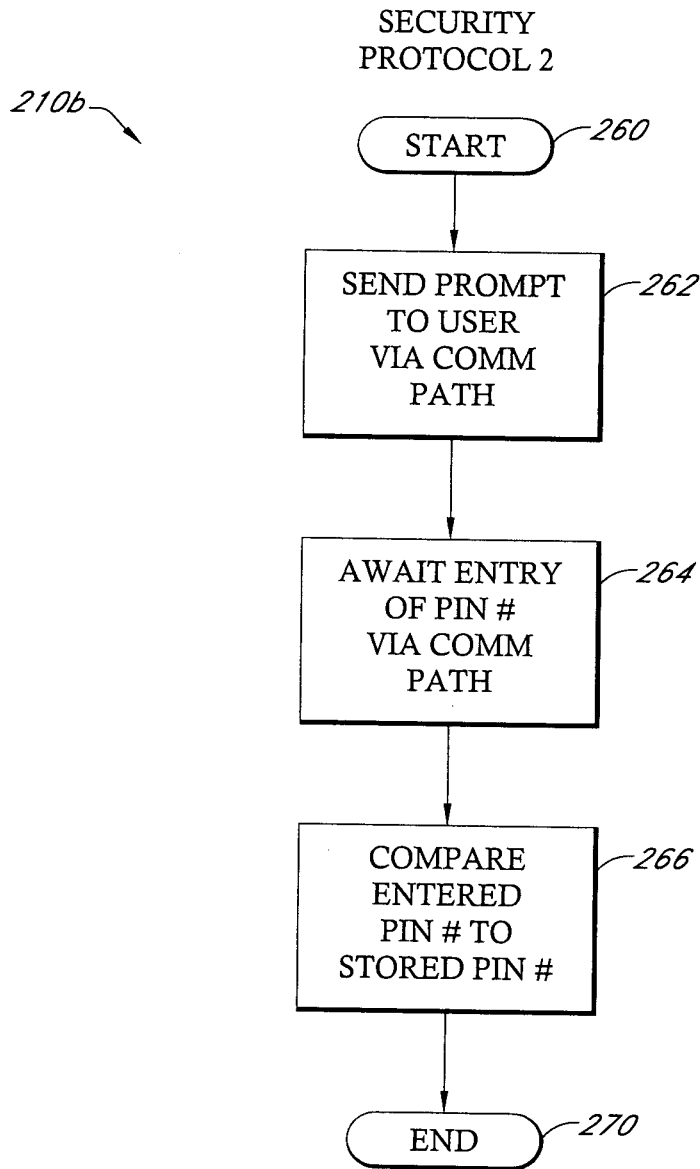 SECURITY
PROTOCOL 2
210b
START
260
SEND PROMPT
TO USER
VIA COMM
PATH
262
AWAIT ENTRY
OF PIN #
VIA COMM
PATH
264
COMPARE
ENTERED
PIN # TO
STORED PIN #
266
END
270